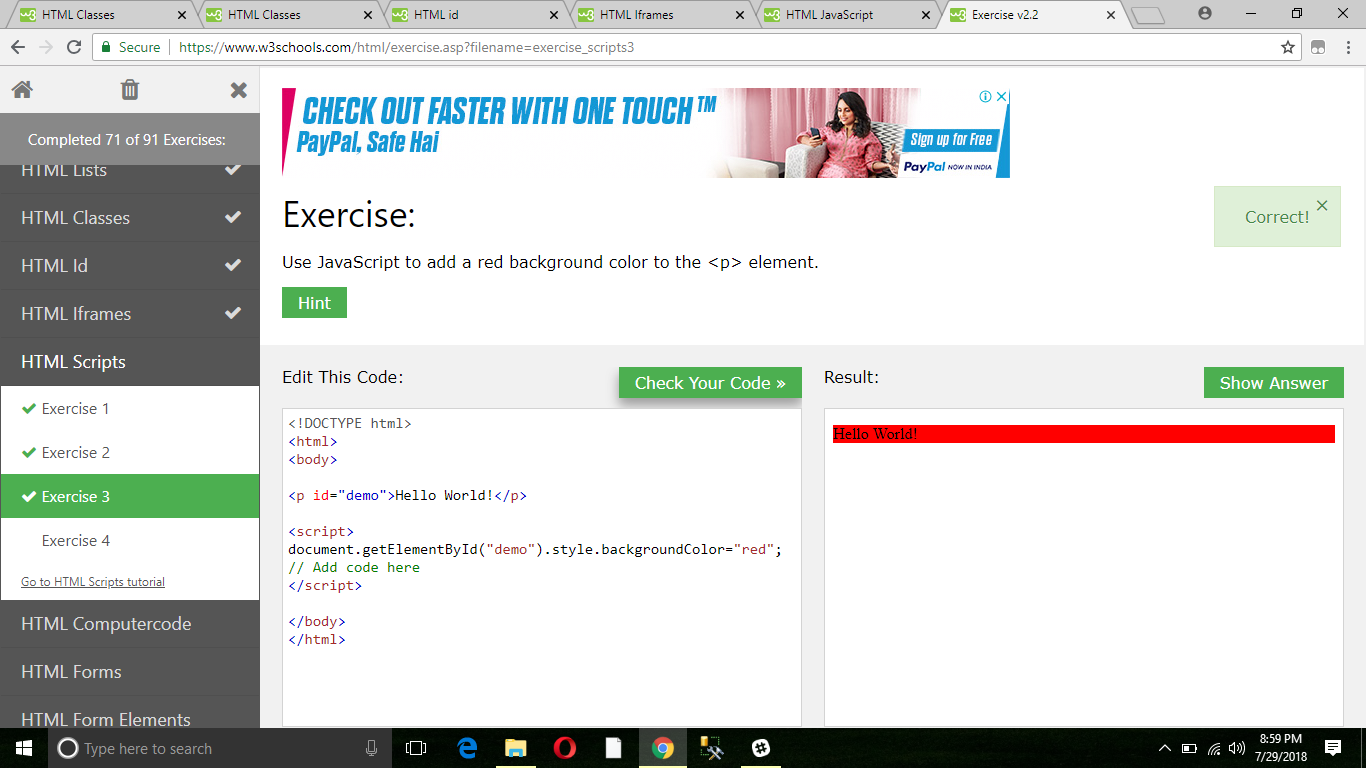 HTML Classes
HTML Classes
HTML id
HTML Iframes
HTML JavaScript
Exercise v2.2
Secure
https://www.w3schools.com/html/exercise.asp?filename=exercise_scripts3
Completed 71 of 91 Exercises:
HTML Lists
HTML Classes
HTML Id
HTML Iframes
HTML Scripts
Exercise 1
Exercise 2
Exercise 3
Exercise 4
Go to HTML Scripts tutorial
HTML Computercode
HTML Forms
HTML Form Elements
CHECK OUT FASTER WITH ONE TOUCH™
PayPal, Safe Hai
Sign up for Free
PayPal NOW IN INDIA
Exercise:
Correct!
Use JavaScript to add a red background color to the <p> element.
Hint
Edit This Code:
Check Your Code »
<!DOCTYPE html>
<html>
<body>
<p id="demo">Hello World!</p>
<script>
document.getElementById("demo").style.backgroundColor="red";
// Add code here
</script>
</body>
</html>
Result:
Show Answer
Hello World!
Type here to search
8:59 PM
7/29/2018